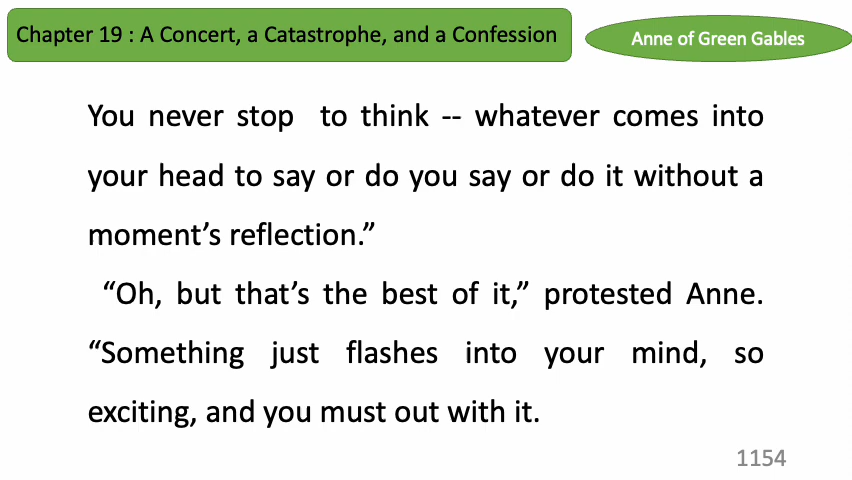 Chapter 19 : A Concert, a Catastrophe, and a Confession
Anne of Green Gables
You never stop to think -- whatever comes into
your head to say or do you say or do it without a
moment’s reflection.”
“Oh, but that’s the best of it,” protested Anne.
“Something just flashes into your mind, so
exciting, and you must out with it.
1154